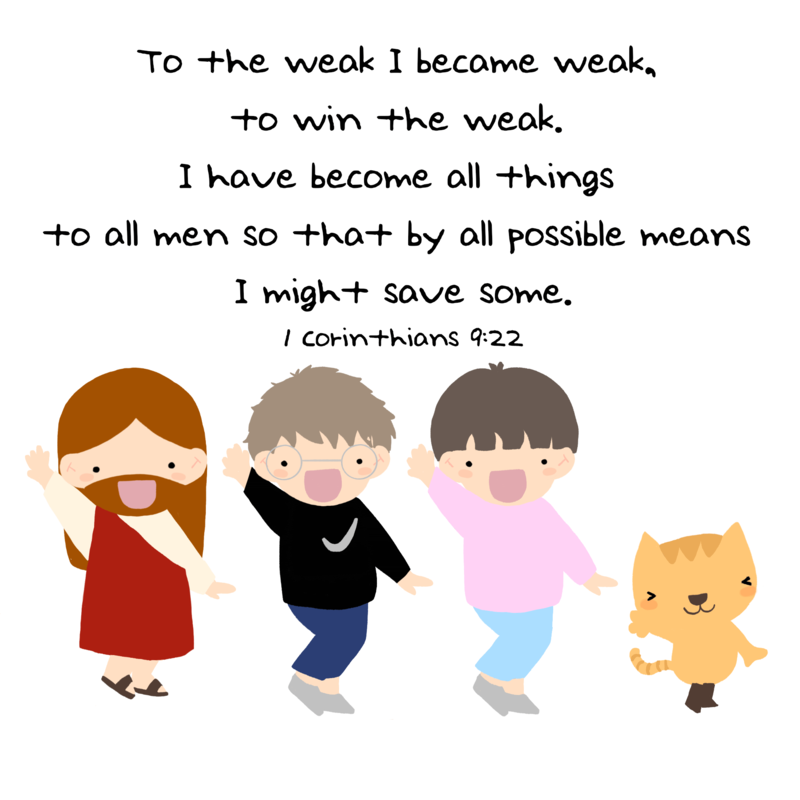 To the weak I became weak,
to win the weak.
I have become all things
to all men so that by all possible means
I might save some.
1 Corinthians 9:22